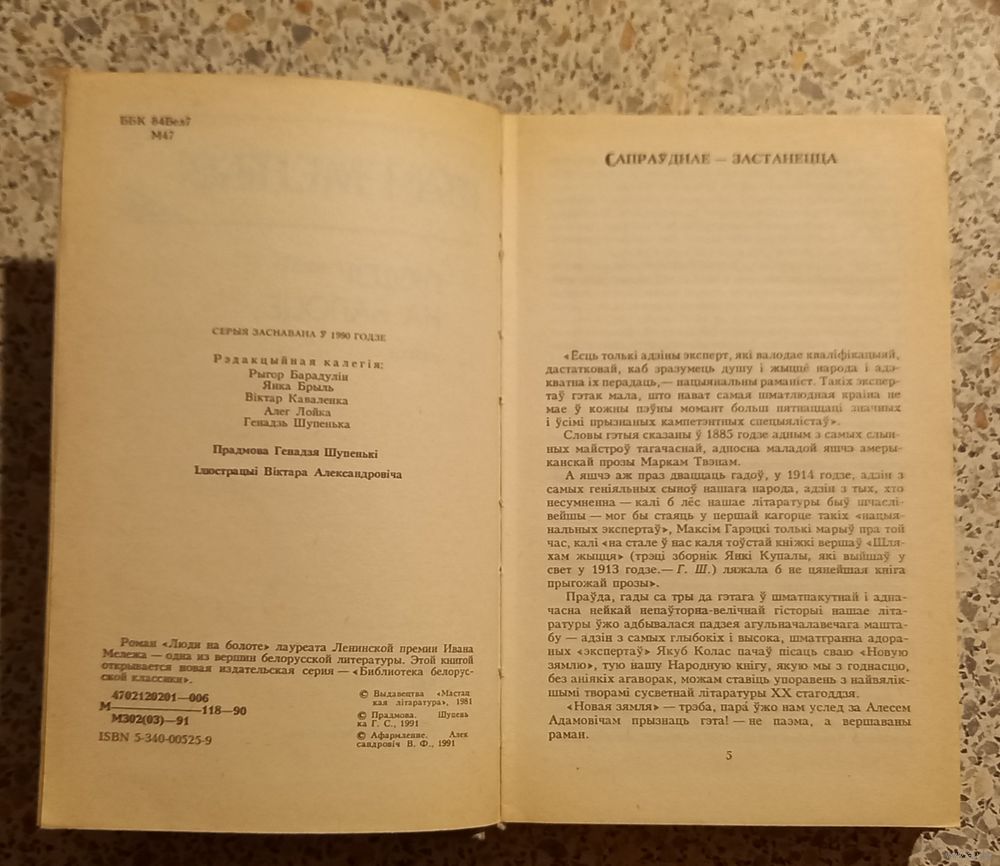 ББК 84Бел7
М47
СЕРЫЯ ЗАСНАВАНА Ў 1990 ГОДЗЕ
Рэдакцыйная калегія:
Рыгор Барадулін
Янка Брыль
Віктар Каваленка
Алег Лойка
Генадзь Шупенька
Прадмова Генадзя Шупенькі
Ілюстрацыі Віктара Александровіча
Роман «Люди на болоте» лауреата Ленинской премии Ивана
Мележа — одна из вершин белорусской литературы. Этой книгой
открывается новая издательская серия — «Библиотека белорус-
ской классики».
4702120201—006
М————————118—90
М302(03)—91
ISBN 5-340-00525-9
© Выдавецтва «Мастац
кая літаратура», 1981
© Прадмова. Шупень
ка Г. С., 1991
© Афармленне. Алек
сандровіч В. Ф., 1991
САПРАЎДНАЕ — ЗАСТАНЕЦЦА
«Ёсць толькі адзіны эксперт, які валодае кваліфікацыяй,
дастатковай, каб зразумець душу і жыццё народа і адэ-
кватна іх перадаць,— нацыянальны раманіст. Такіх экспер-
таў гэтак мала, што нават самая шматлюдная краіна не
мае ў кожны пэўны момант больш пятнаццаці значных
і ўсімі прызнаных кампетэнтных спецыялістаў».
Словы гэтыя сказаны ў 1885 годзе адным з самых слын-
ных майстроў тагачаснай, адносна маладой яшчэ амеры-
канскай прозы Маркам Твэнам.
А яшчэ аж праз дваццаць гадоў, у 1914 годзе, адзін з
самых геніяльных сыноў нашага народа, адзін з тых, хто
несумненна — калі б лёс нашае літаратуры быў шчаслі-
вейшы — мог бы стаяць у першай кагорце такіх «нацыя-
нальных экспертаў», Максім Гарэцкі толькі марыў пра той
час, калі «на стале ў нас каля тоўстай кніжкі вершаў «Шля-
хам жыцця» (трэці зборнік Янкі Купалы, які выйшаў у
свет у 1913 годзе.— Г. Ш.) ляжала б не цянейшая кніга
прыгожай прозы».
Праўда, гады са тры да гэтага ў шматпакутнай і адна-
часна нейкай непаўторна-велічнай гісторыі нашае літа-
ратуры ўжо адбывалася падзея агульначалавечага машта-
бу — адзін з самых глыбокіх і высока, шматгранна адора-
ных «экспертаў» Якуб Колас пачаў пісаць сваю «Новую
зямлю», тую нашу Народную кнігу, якую мы з годнасцю,
без аніякіх агаворак, можам ставіць упоравень з найвялік-
шымі творамі сусветнай літаратуры XX стагоддзя.
«Новая зямля» — трэба, пара ўжо нам услед за Алесем
Адамовічам прызнаць гэта! — не паэма, а вершаваны
раман.
5